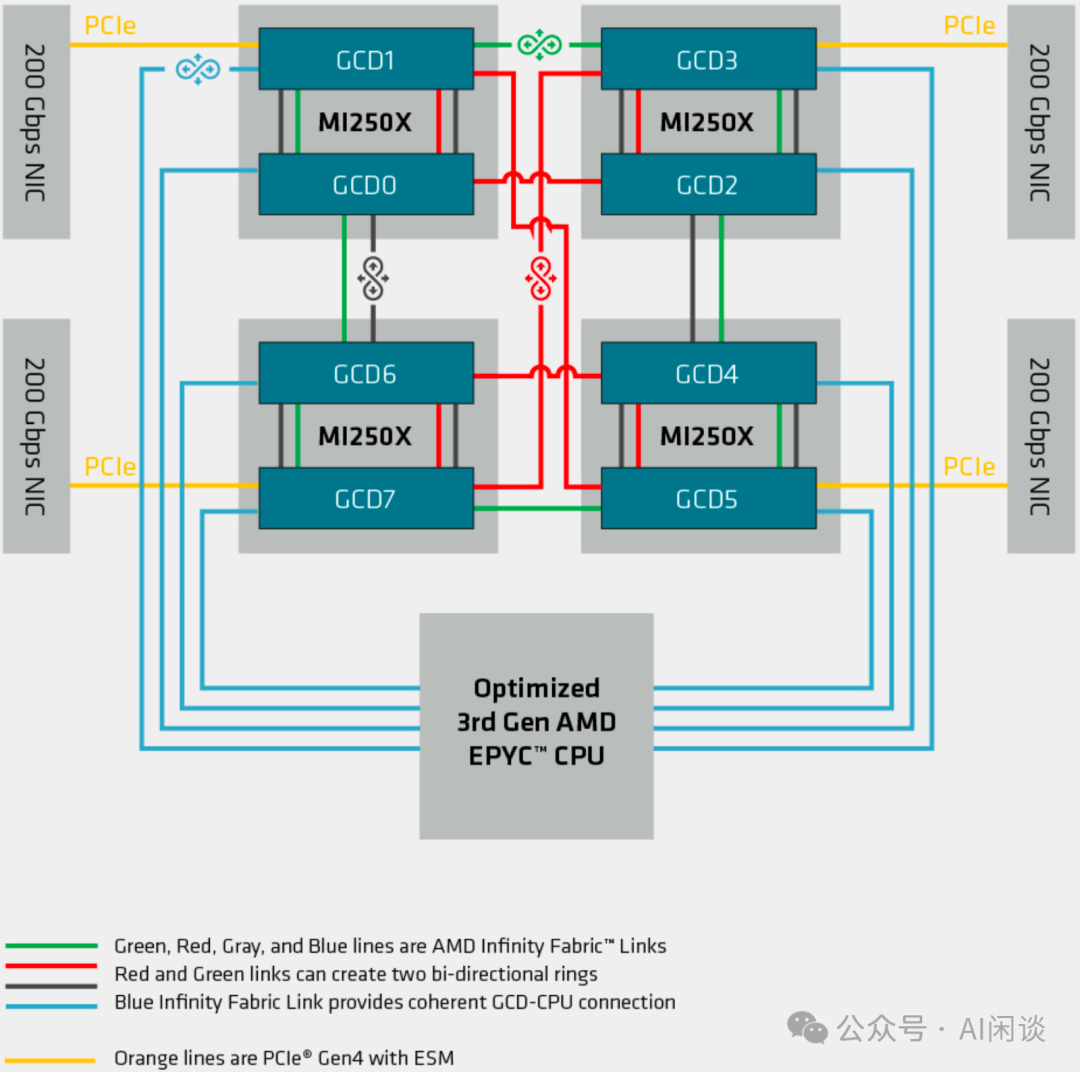 PCIe
PCIe
200 Gbps NIC
GCD1
GCD3
200 Gbps NIC
MI250X
MI250X
GCD0
GCD2
200 Gbps NIC
GCD6
GCD4
200 Gbps NIC
MI250X
MI250X
PCIe
PCIe
GCD7
GCD5
Optimized
3rd Gen AMD
EPYC™ CPU
Green, Red, Gray, and Blue lines are AMD Infinity Fabric™ Links
Red and Green links can create two bi-directional rings
Blue Infinity Fabric Link provides coherent GCD-CPU connection
公众号 · AI闲谈
Orange lines are PCIe® Gen4 with ESM